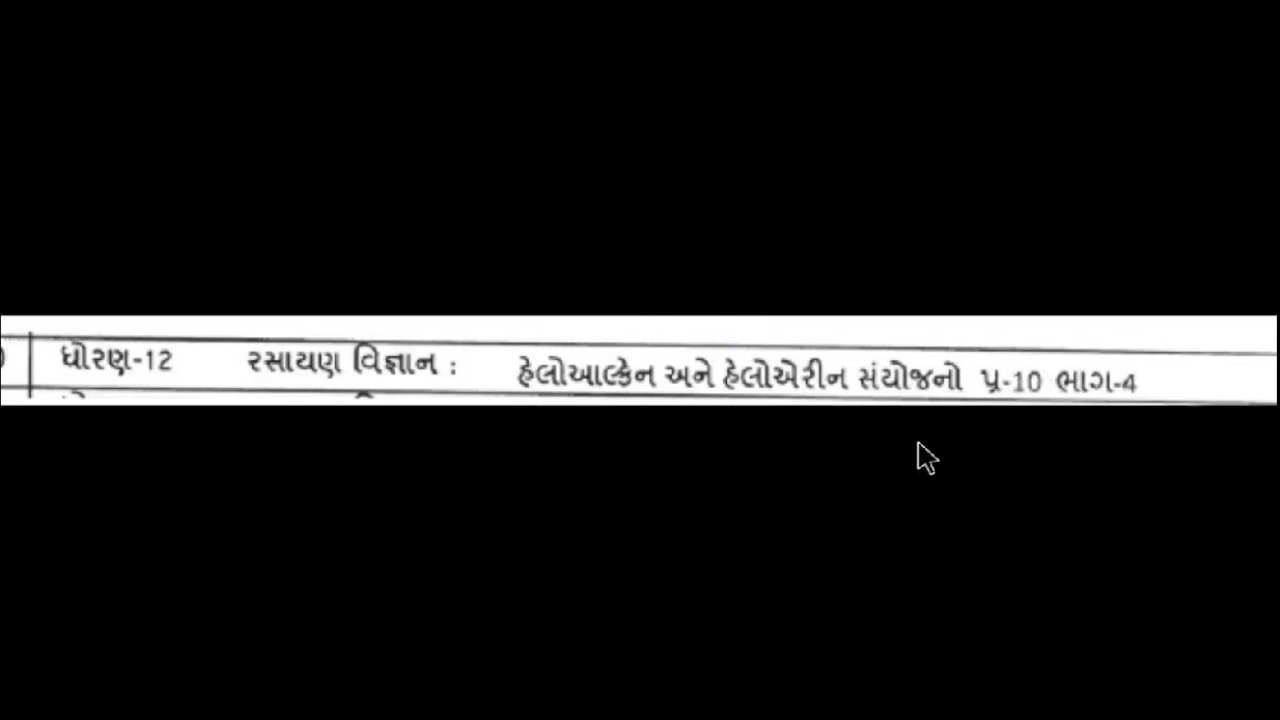 ધોરણ-12 રસાયણ વિજ્ઞાન : હેલોઆલ્કેન અને હેલોએરીન સંયોજનો પ્ર-10 ભાગ-4